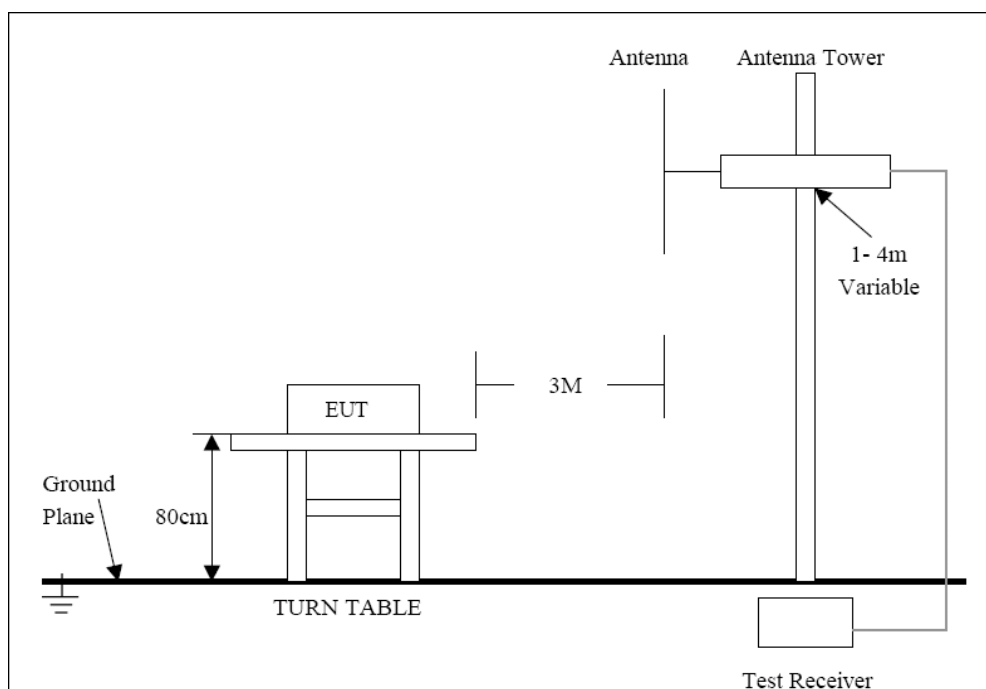 Antenna
Antenna Tower
1- 4m
Variable
3M
EUT
Ground
Plane
80cm
TURN TABLE
Test Receiver